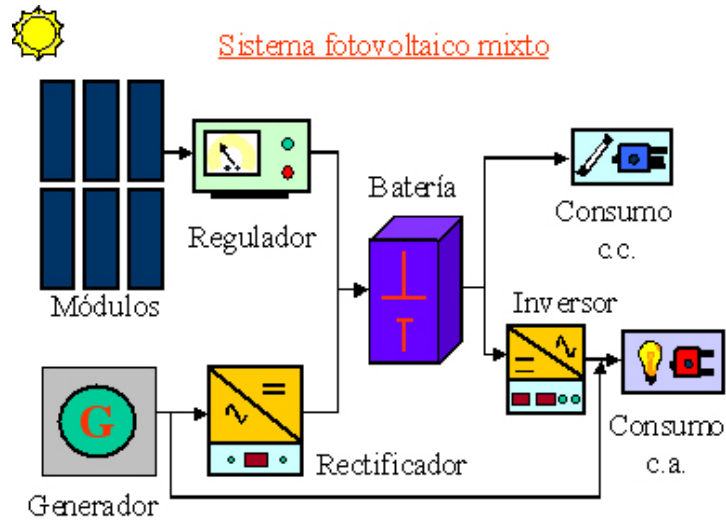 Sistema fotovoltaico mixto
Módulos
Regulador
Batería
Consumo
c.c.
Inversor
G
Generador
Rectificador
Consumo
c.a.